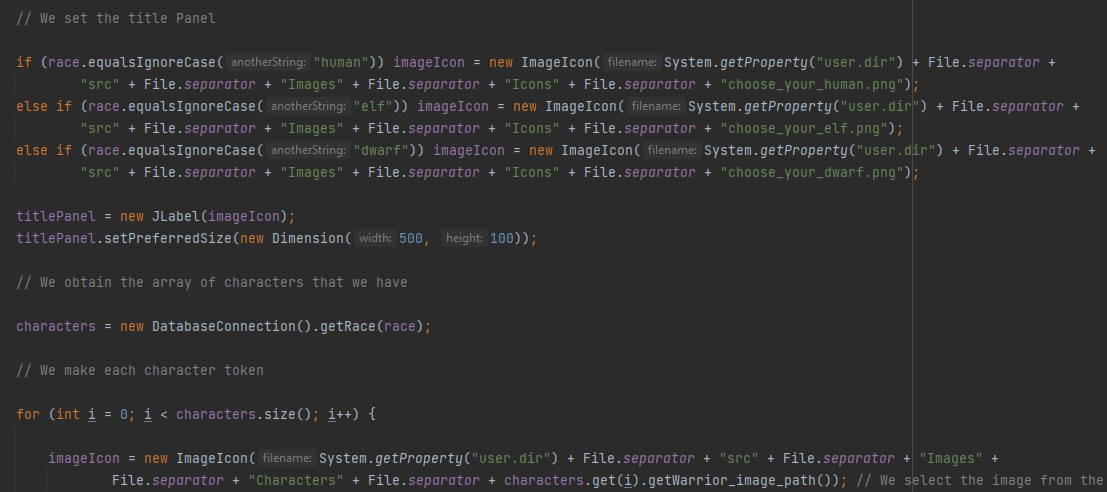 // We set the title Panel
if (race.equalsIgnoreCase( anotherString: "human")) imageIcon = new ImageIcon( filename: System.getProperty("user.dir") + File.separator +
"src" + File.separator + "Images" + File.separator + "Icons" + File.separator + "choose_your_human.png");
else if (race.equalsIgnoreCase( anotherString: "elf")) imageIcon = new ImageIcon( filename: System.getProperty("user.dir") + File.separator +
"src" + File.separator + "Images" + File.separator + "Icons" + File.separator + "choose_your_elf.png");
else if (race.equalsIgnoreCase( anotherString: "dwarf")) imageIcon = new ImageIcon( filename: System.getProperty("user.dir") + File.separator +
"src" + File.separator + "Images" + File.separator + "Icons" + File.separator + "choose_your_dwarf.png");
titlePanel = new JLabel(imageIcon);
titlePanel.setPreferredSize(new Dimension( width: 500, height: 100));
// We obtain the array of characters that we have
characters = new DatabaseConnection().getRace(race);
// We make each character token
for (int i = 0; i < characters.size(); i++) {
imageIcon = new ImageIcon( filename: System.getProperty("user.dir") + File.separator + "src" + File.separator + "Images" +
File.separator + "Characters" + File.separator + characters.get(i).getWarrior_image_path()); // We select the image from the